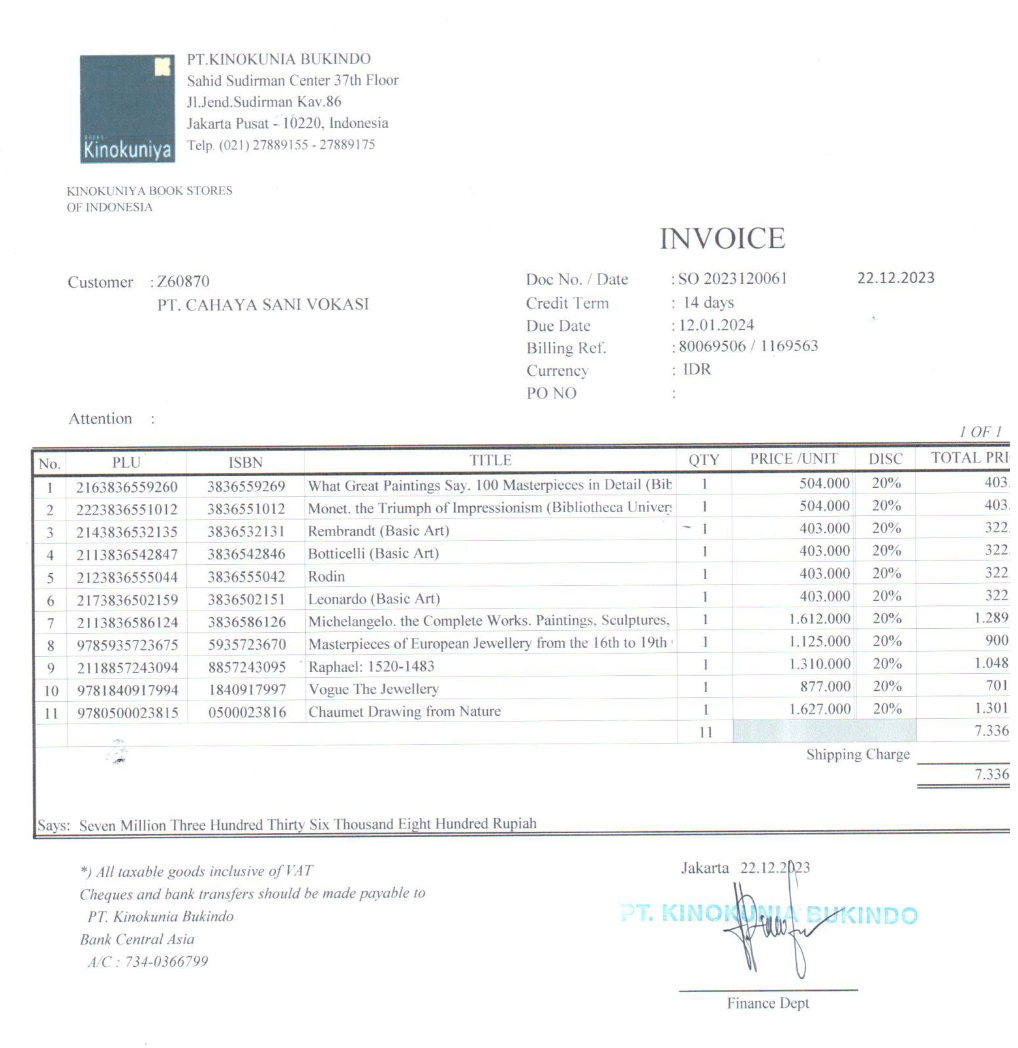 PT.KINOKUNIA BUKINDO
Sahid Sudirman Center 37th Floor
Jl.Jend.Sudirman Kav.86
Jakarta Pusat - 10220, Indonesia
Telp. (021) 27889155 - 27889175
BOOKS
Kinokuniya
KINOKUNIYA BOOK STORES
OF INDONESIA
INVOICE
Customer : Z60870
PT. CAHAYA SANI VOKASI
Doc No. / Date : SO 2023120061 22.12.2023
Credit Term : 14 days
Due Date : 12.01.2024
Billing Ref. : 80069506 / 1169563
Currency : IDR
PO NO :
Attention :
1 OF 1
No. PLU ISBN TITLE QTY PRICE /UNIT DISC TOTAL PRI
1 2163836559260 3836559269 What Great Paintings Say. 100 Masterpieces in Detail (Bib 1 504.000 20% 403.
2 2223836551012 3836551012 Monet. the Triumph of Impressionism (Bibliotheca Univers 1 504.000 20% 403.
3 2143836532135 3836532131 Rembrandt (Basic Art) 1 403.000 20% 322.
4 2113836542847 3836542846 Botticelli (Basic Art) 1 403.000 20% 322.
5 2123836555044 3836555042 Rodin 1 403.000 20% 322.
6 2173836502159 3836502151 Leonardo (Basic Art) 1 403.000 20% 322.
7 2113836586124 3836586126 Michelangelo. the Complete Works. Paintings, Sculptures, 1 1.612.000 20% 1.289
8 9785935723675 5935723670 Masterpieces of European Jewellery from the 16th to 19th 1 1.125.000 20% 900
9 2118857243094 8857243095 Raphael: 1520-1483 1 1.310.000 20% 1.048
10 9781840917994 1840917997 Vogue The Jewellery 1 877.000 20% 701
11 9780500023815 0500023816 Chaumet Drawing from Nature 1 1.627.000 20% 1.301
11 7.336
Shipping Charge
7.336
Says: Seven Million Three Hundred Thirty Six Thousand Eight Hundred Rupiah
*) All taxable goods inclusive of VAT
Cheques and bank transfers should be made payable to
PT. Kinokunia Bukindo
Bank Central Asia
A/C : 734-0366799
Jakarta 22.12.2023
PT. KINOKUNIA BUKINDO
Finance Dept